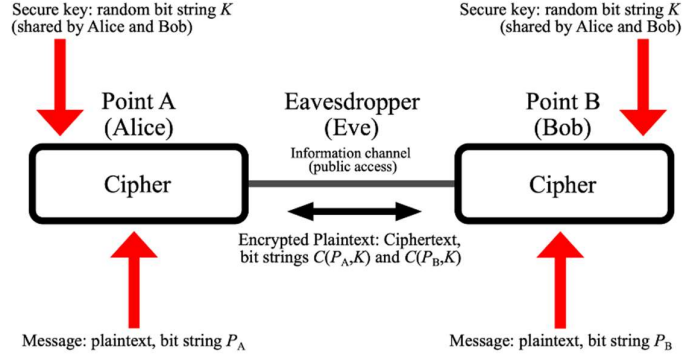 Secure key: random bit string K
(shared by Alice and Bob)
Secure key: random bit string K
(shared by Alice and Bob)
Point A
(Alice)
Eavesdropper
(Eve)
Point B
(Bob)
Information channel
(public access)
Cipher
Cipher
Encrypted Plaintext: Ciphertext,
bit strings C(PA,K) and C(PB,K)
Message: plaintext, bit string PA
Message: plaintext, bit string PB